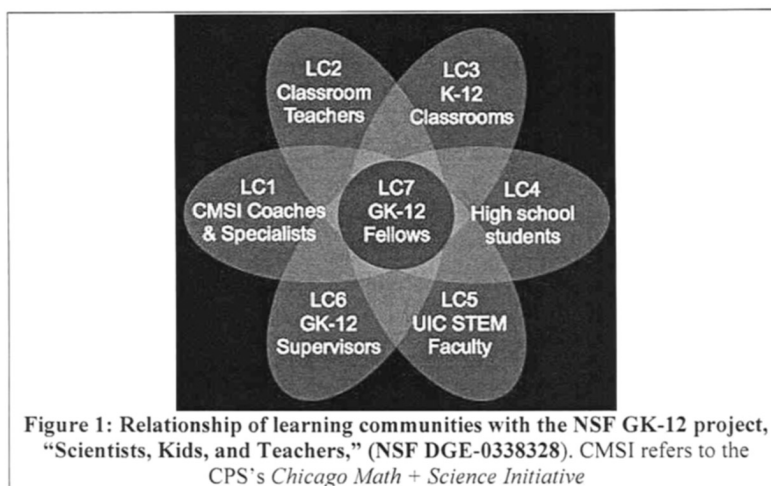 LC2
Classroom
Teachers
LC3
K-12
Classrooms
LC1
CMSI Coaches
& Specialists
LC7
GK-12
Fellows
LC4
High school
students
LC6
GK-12
Supervisors
LC5
UIC STEM
Faculty
Figure 1: Relationship of learning communities with the NSF GK-12 project,
“Scientists, Kids, and Teachers,” (NSF DGE-0338328). CMSI refers to the
CPS's Chicago Math + Science Initiative